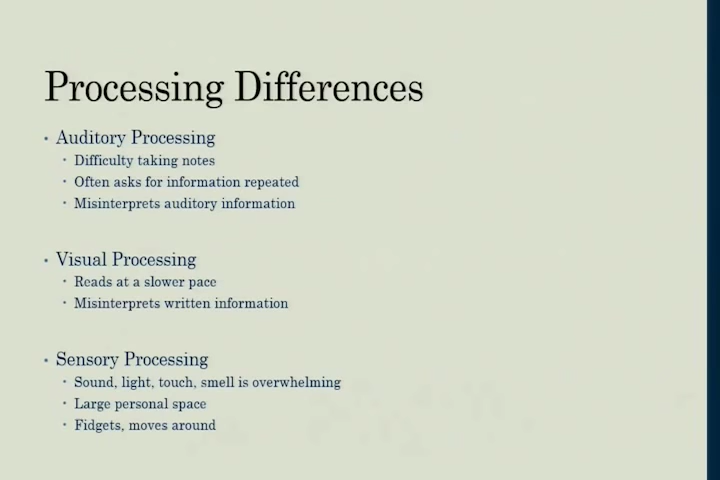 Processing Differences
• Auditory Processing
• Difficulty taking notes
• Often asks for information repeated
• Misinterprets auditory information
• Visual Processing
• Reads at a slower pace
• Misinterprets written information
• Sensory Processing
• Sound, light, touch, smell is overwhelming
• Large personal space
• Fidgets, moves around